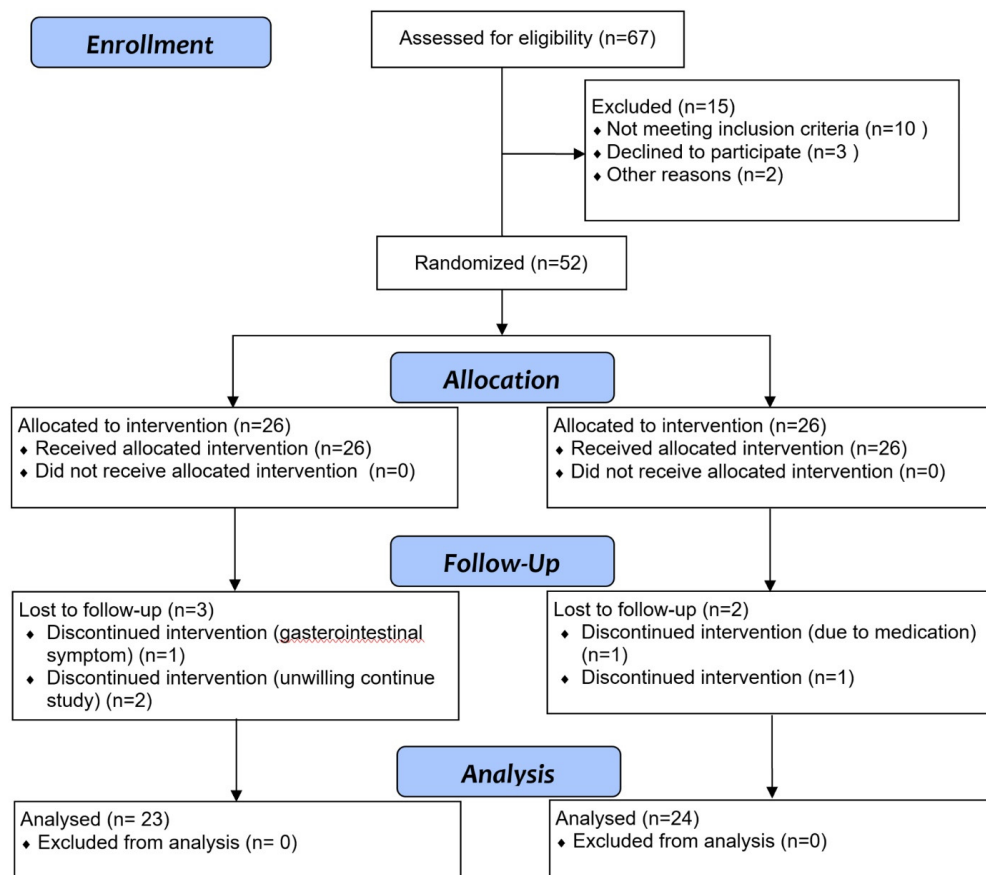 Enrollment
Assessed for eligibility (n=67)
Excluded (n=15)
♦ Not meeting inclusion criteria (n=10 )
♦ Declined to participate (n=3 )
♦ Other reasons (n=2)
Randomized (n=52)
Allocation
Allocated to intervention (n=26)
♦ Received allocated intervention (n=26)
♦ Did not receive allocated intervention (n=0)
Allocated to intervention (n=26)
♦ Received allocated intervention (n=26)
♦ Did not receive allocated intervention (n=0)
Follow-Up
Lost to follow-up (n=3)
♦ Discontinued intervention (gasterointestinal
symptom) (n=1)
♦ Discontinued intervention (unwilling continue
study) (n=2)
Lost to follow-up (n=2)
♦ Discontinued intervention (due to medication)
(n=1)
♦ Discontinued intervention (n=1)
Analysis
Analysed (n= 23)
♦ Excluded from analysis (n= 0)
Analysed (n=24)
♦ Excluded from analysis (n=0)